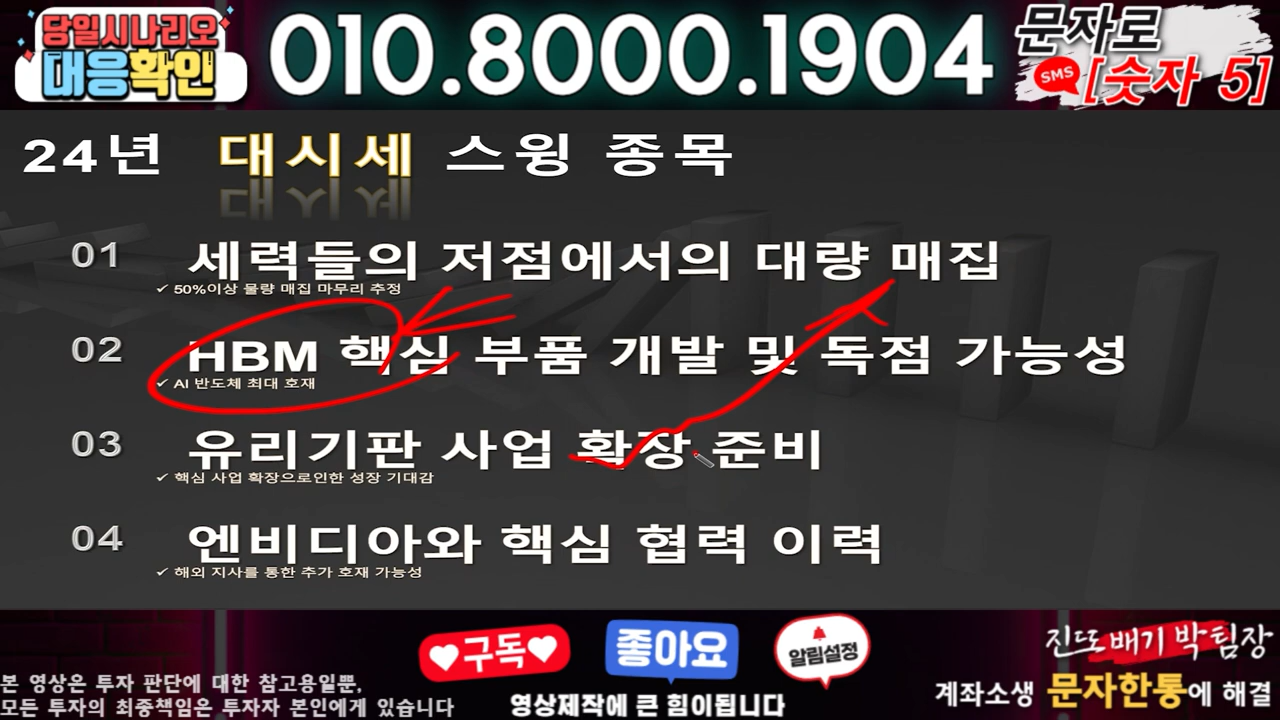 당일시나리오
대응확인
010.8000.1904
문자로
SMS [숫자 5]
24년 대시세 스윙 종목
01 세력들의 저점에서의 대량 매집
✓ 50%이상 물량 매집 마무리 추정
02 HBM 핵심 부품 개발 및 독점 가능성
✓ AI 반도체 최대 호재
03 유리기판 사업 확장 준비
✓ 핵심 사업 확장으로인한 성장 기대감
04 엔비디아와 핵심 협력 이력
✓ 해외 지사를 통한 추가 호재 가능성
구독
좋아요
알림설정
영상제작에 큰 힘이됩니다
본 영상은 투자 판단에 대한 참고용일뿐,
모든 투자의 최종책임은 투자자 본인에게 있습니다
진또배기 박팀장
계좌소생 문자한통에 해결